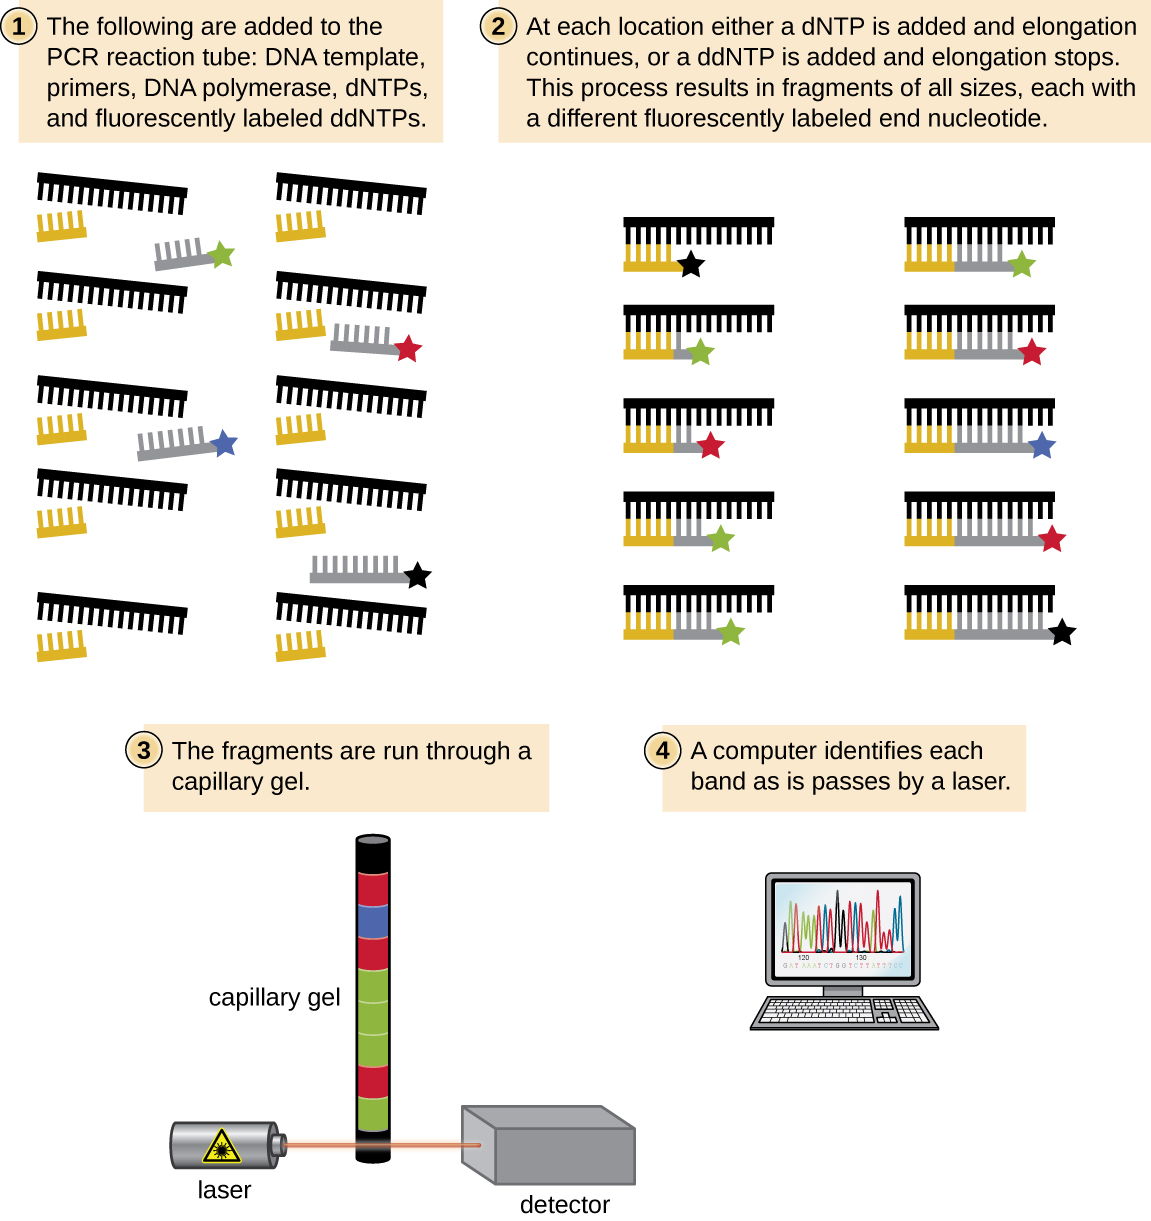 1 The following are added to the
PCR reaction tube: DNA template,
primers, DNA polymerase, dNTPs,
and fluorescently labeled ddNTPs.
2 At each location either a dNTP is added and elongation
continues, or a ddNTP is added and elongation stops.
This process results in fragments of all sizes, each with
a different fluorescently labeled end nucleotide.
3 The fragments are run through a
capillary gel.
4 A computer identifies each
band as is passes by a laser.
capillary gel
laser
detector
120 130
GATAAATCTGGTCTTATTTCC